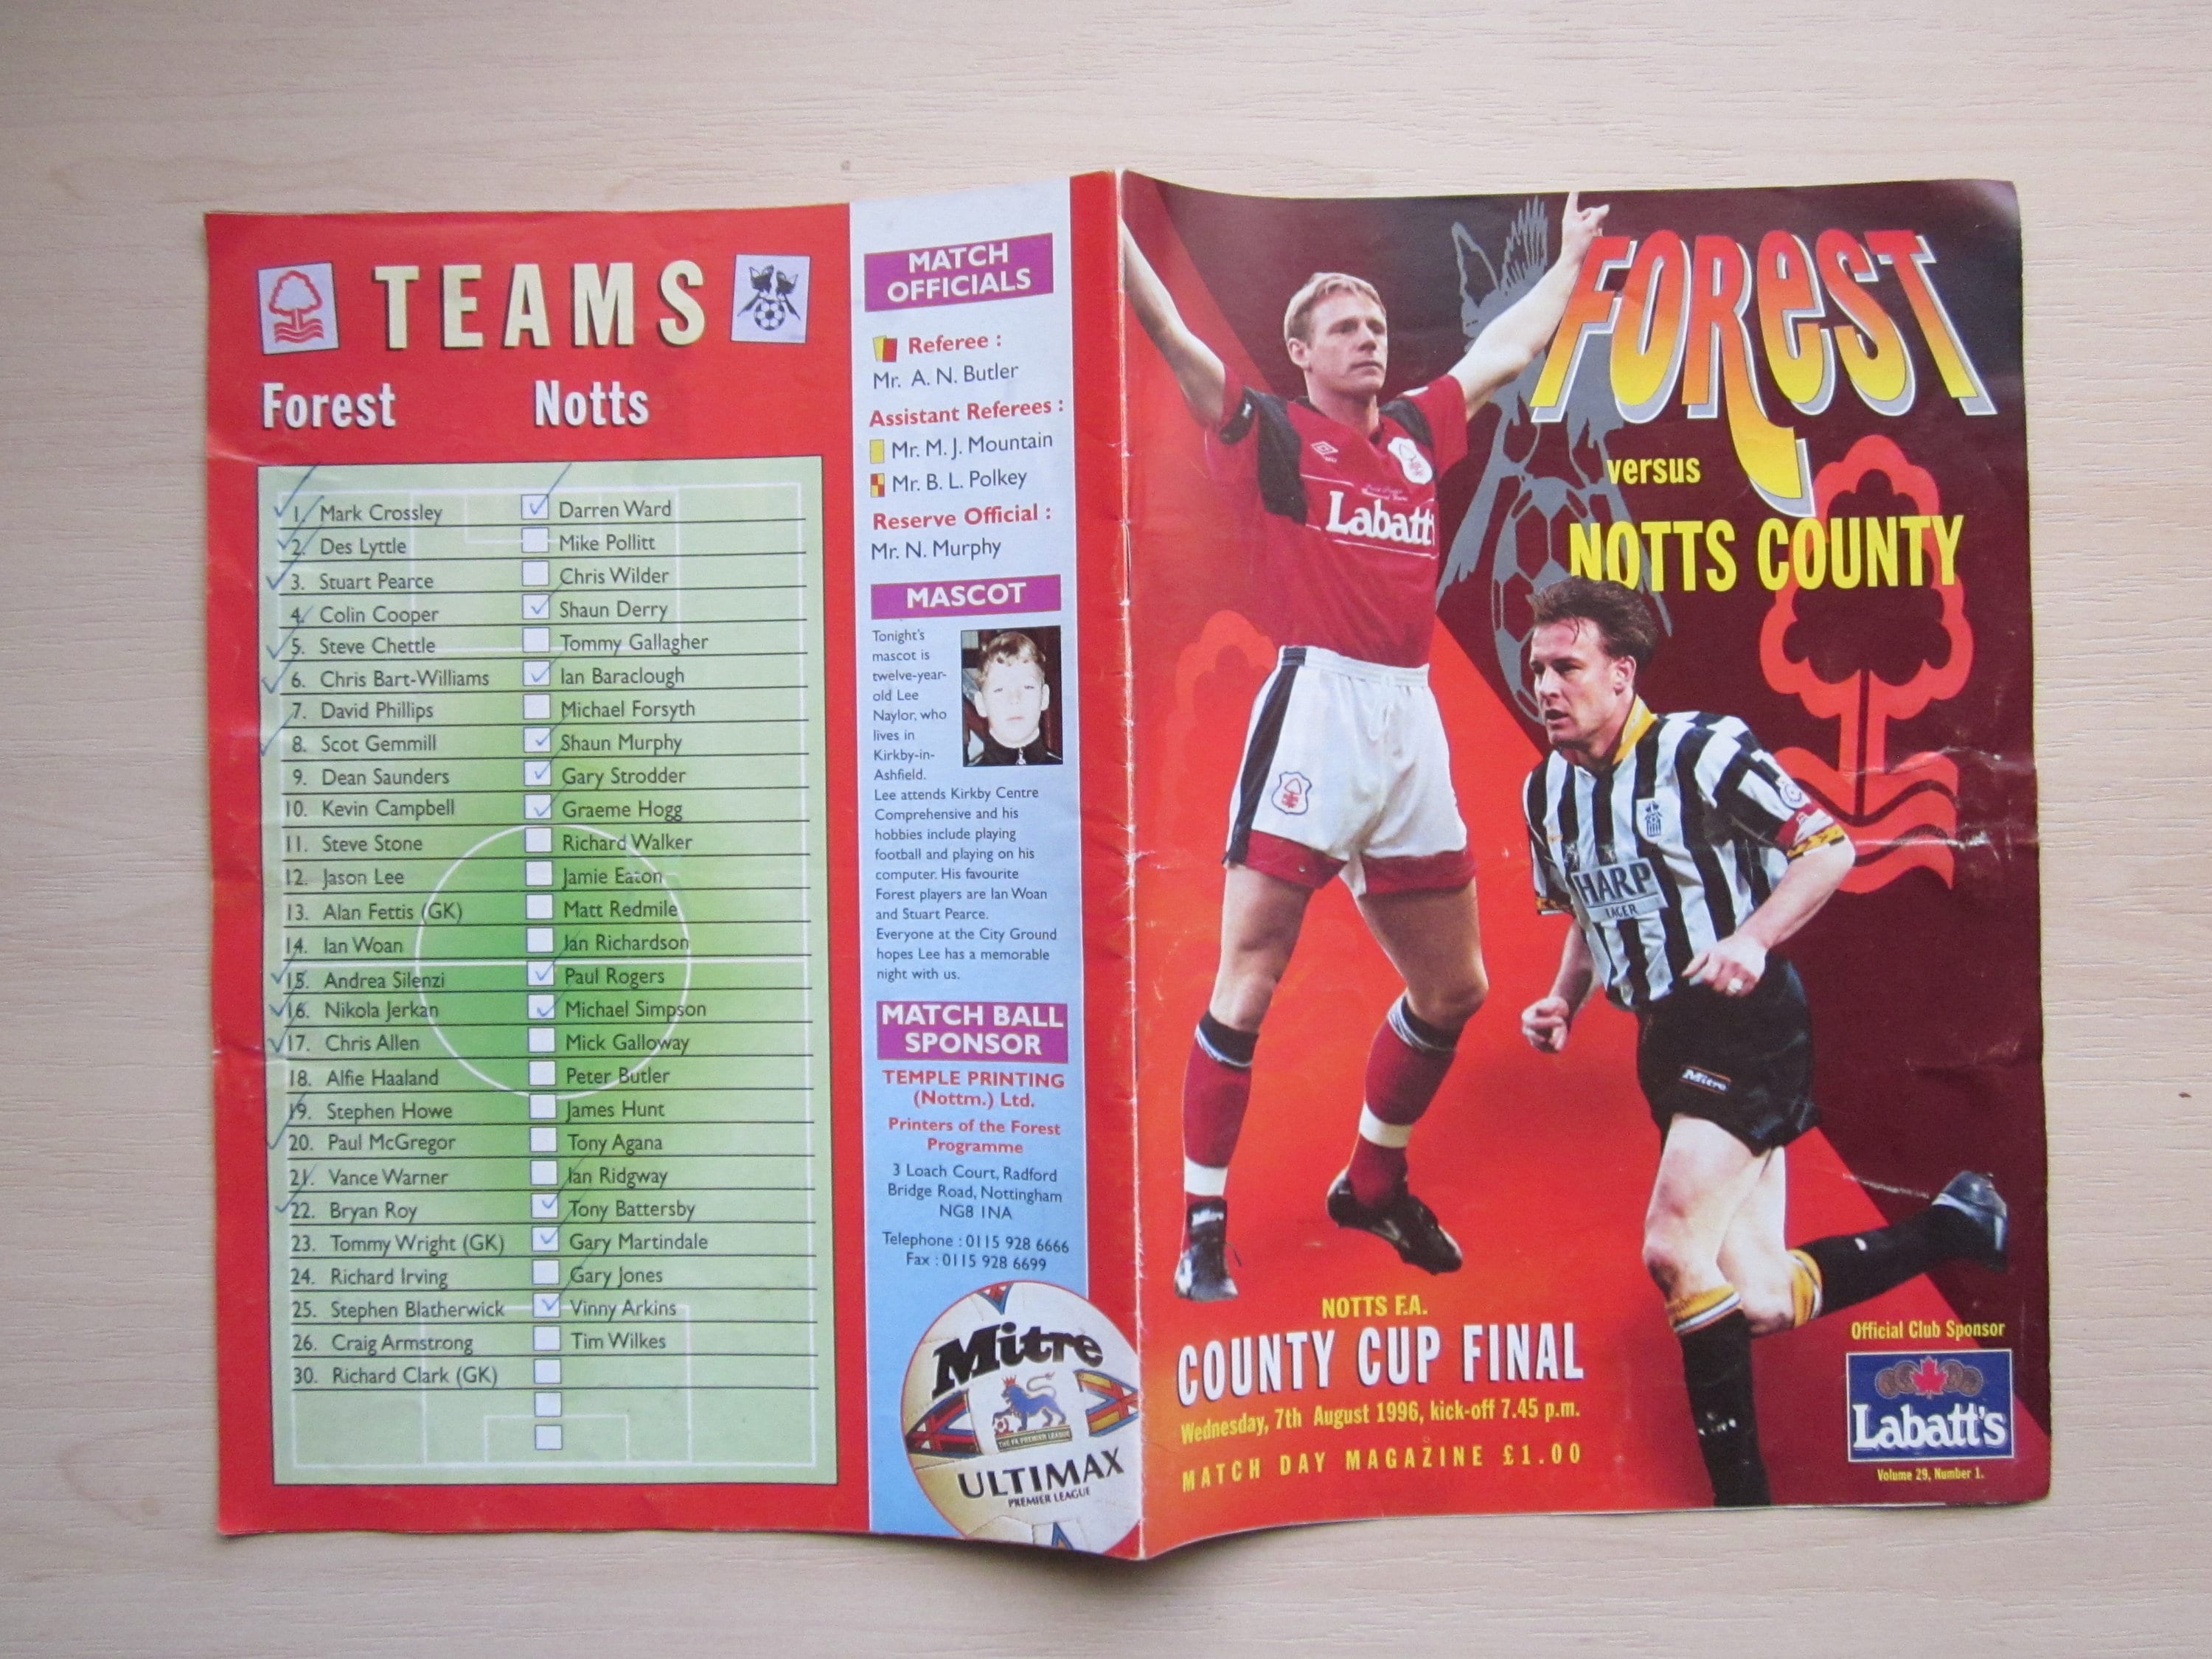 TEAMS
Forest Notts
1. Mark Crossley Darren Ward
2. Des Lyttle Mike Pollitt
3. Stuart Pearce Chris Wilder
4. Colin Cooper Shaun Derry
5. Steve Chettle Tommy Gallagher
6. Chris Bart-Williams Ian Baraclough
7. David Phillips Michael Forsyth
8. Scot Gemmill Shaun Murphy
9. Dean Saunders Gary Strodder
10. Kevin Campbell Graeme Hogg
11. Steve Stone Richard Walker
12. Jason Lee Jamie Eaton
13. Alan Fettis (GK) Matt Redmile
14. Ian Woan Ian Richardson
15. Andrea Silenzi Paul Rogers
16. Nikola Jerkan Michael Simpson
17. Chris Allen Mick Galloway
18. Alfie Haaland Peter Butler
19. Stephen Howe James Hunt
20. Paul McGregor Tony Agana
21. Vance Warner Ian Ridgway
22. Bryan Roy Tony Battersby
23. Tommy Wright (GK) Gary Martindale
24. Richard Irving Gary Jones
25. Stephen Blatherwick Vinny Arkins
26. Craig Armstrong Tim Wilkes
30. Richard Clark (GK)
MATCH
OFFICIALS
Referee :
Mr. A. N. Butler
Assistant Referees :
Mr. M. J. Mountain
Mr. B. L. Polkey
Reserve Official :
Mr. N. Murphy
MASCOT
Tonight's
mascot is
twelve-year-
old Lee
Naylor, who
lives in
Kirkby-in-
Ashfield.
Lee attends Kirkby Centre
Comprehensive and his
hobbies include playing
football and playing on his
computer. His favourite
Forest players are Ian Woan
and Stuart Pearce.
Everyone at the City Ground
hopes Lee has a memorable
night with us.
MATCH BALL
SPONSOR
TEMPLE PRINTING
(Nottm.) Ltd.
Printers of the Forest
Programme
3 Loach Court, Radford
Bridge Road, Nottingham
NG8 1NA
Telephone : 0115 928 6666
Fax : 0115 928 6699
Mitre
THE FA PREMIER LEAGUE
ULTIMAX
PREMIER LEAGUE
FOReST
versus
NOTTS COUNTY
Labatt's
HARP
LAGER
Mitre
NOTTS F.A.
COUNTY CUP FINAL
Wednesday, 7th August 1996, kick-off 7.45 p.m.
MATCH DAY MAGAZINE £1.00
Official Club Sponsor
Labatt's
Volume 29, Number 1.